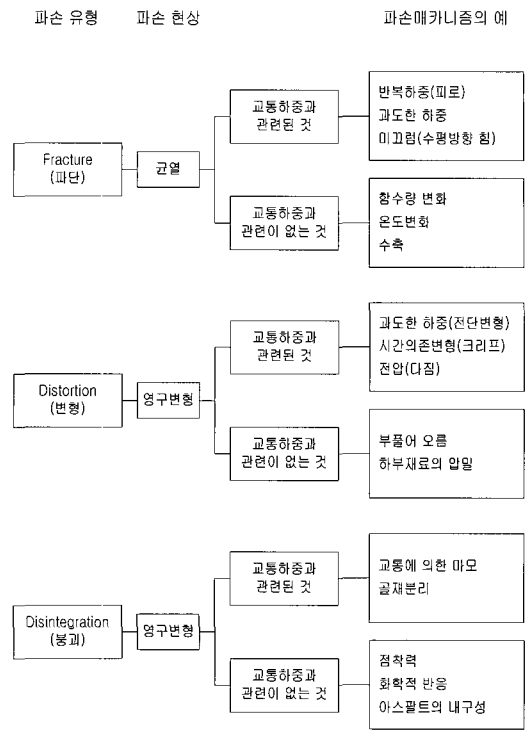 파손 유형
파손 현상
파손매카니즘의 예
Fracture
(파단)
균열
교통하중과
관련된 것
반복하중(피로)
과도한 하중
미끄럼(수평방향 힘)
교통하중과
관련이 없는 것
함수량 변화
온도변화
수축
Distortion
(변형)
영구변형
교통하중과
관련된 것
과도한 하중(전단변형)
시간의존변형(크리프)
전압(다짐)
교통하중과
관련이 없는 것
부풀어 오름
하부재료의 압밀
Disintegration
(붕괴)
영구변형
교통하중과
관련된 것
교통에 의한 마모
골재분리
교통하중과
관련이 없는 것
점착력
화학적 반응
아스팔트의 내구성